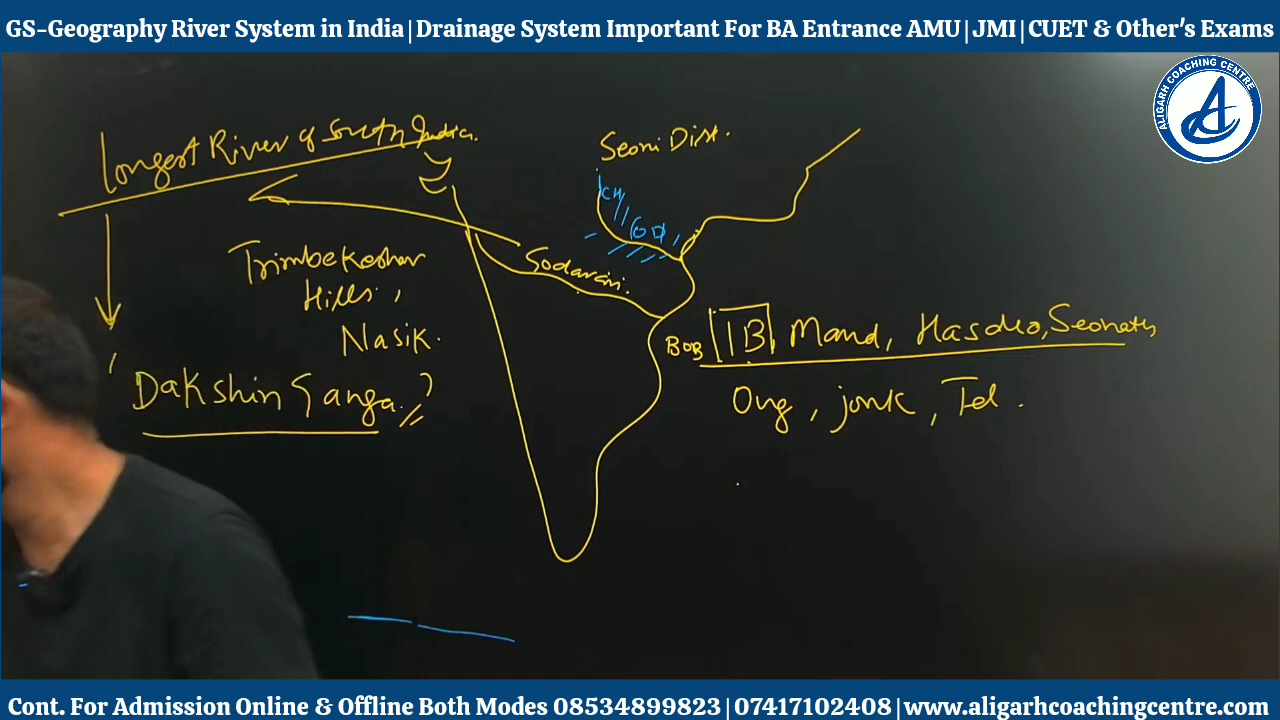 GS-Geography River System in India|Drainage System Important For BA Entrance AMU|JMI|CUET & Other's Exams
ALIGARH COACHING CENTRE
Longest River of South India.
Seoni Dist.
CH
OD
Trimbekeshar
Hills,
Nasik.
Godavari.
BOB IB, Mand, Hasdeo, Seonath
Ong, jonk, Tel.
Dakshin Ganga
Cont. For Admission Online & Offline Both Modes 08534899823|07417102408|www.aligarhcoachingcentre.com